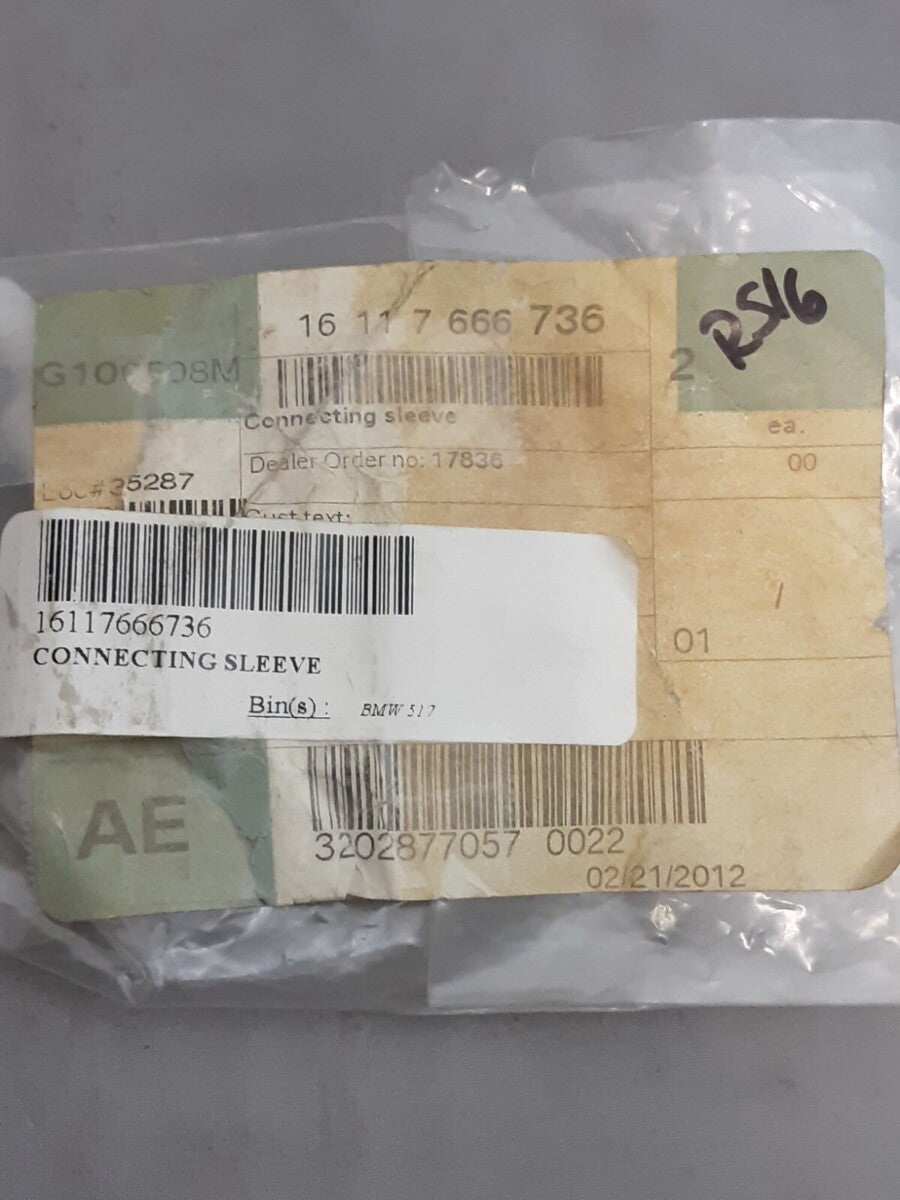 16 11 7 666 736
RS16
2
Connecting sleeve
ea.
Dealer Order no: 17836
00
Loc#35287
Cust text:
16117666736
CONNECTING SLEEVE
Bin(s) : BMW 517
01
/
AE
3202877057 0022
02/21/2012